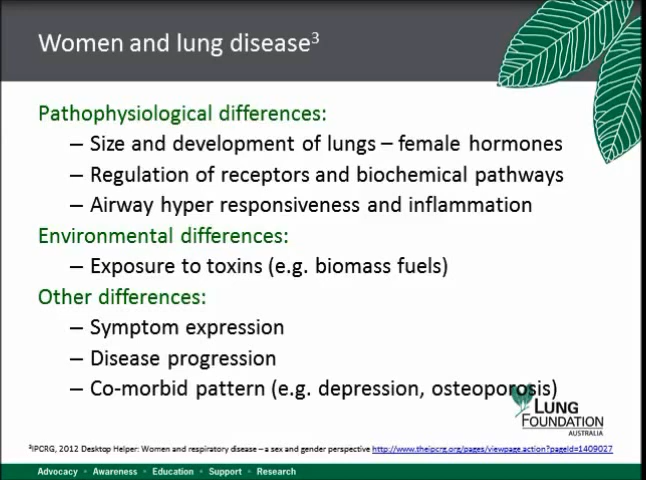 Women and lung disease³
Pathophysiological differences:
– Size and development of lungs – female hormones
– Regulation of receptors and biochemical pathways
– Airway hyper responsiveness and inflammation
Environmental differences:
– Exposure to toxins (e.g. biomass fuels)
Other differences:
– Symptom expression
– Disease progression
– Co-morbid pattern (e.g. depression, osteoporosis)
LUNG
FOUNDATION
AUSTRALIA
³IPCRG, 2012 Desktop Helper: Women and respiratory disease – a sex and gender perspective http://www.theipcrg.org/pages/viewpage.action?pageId=1409027
Advocacy • Awareness • Education • Support • Research